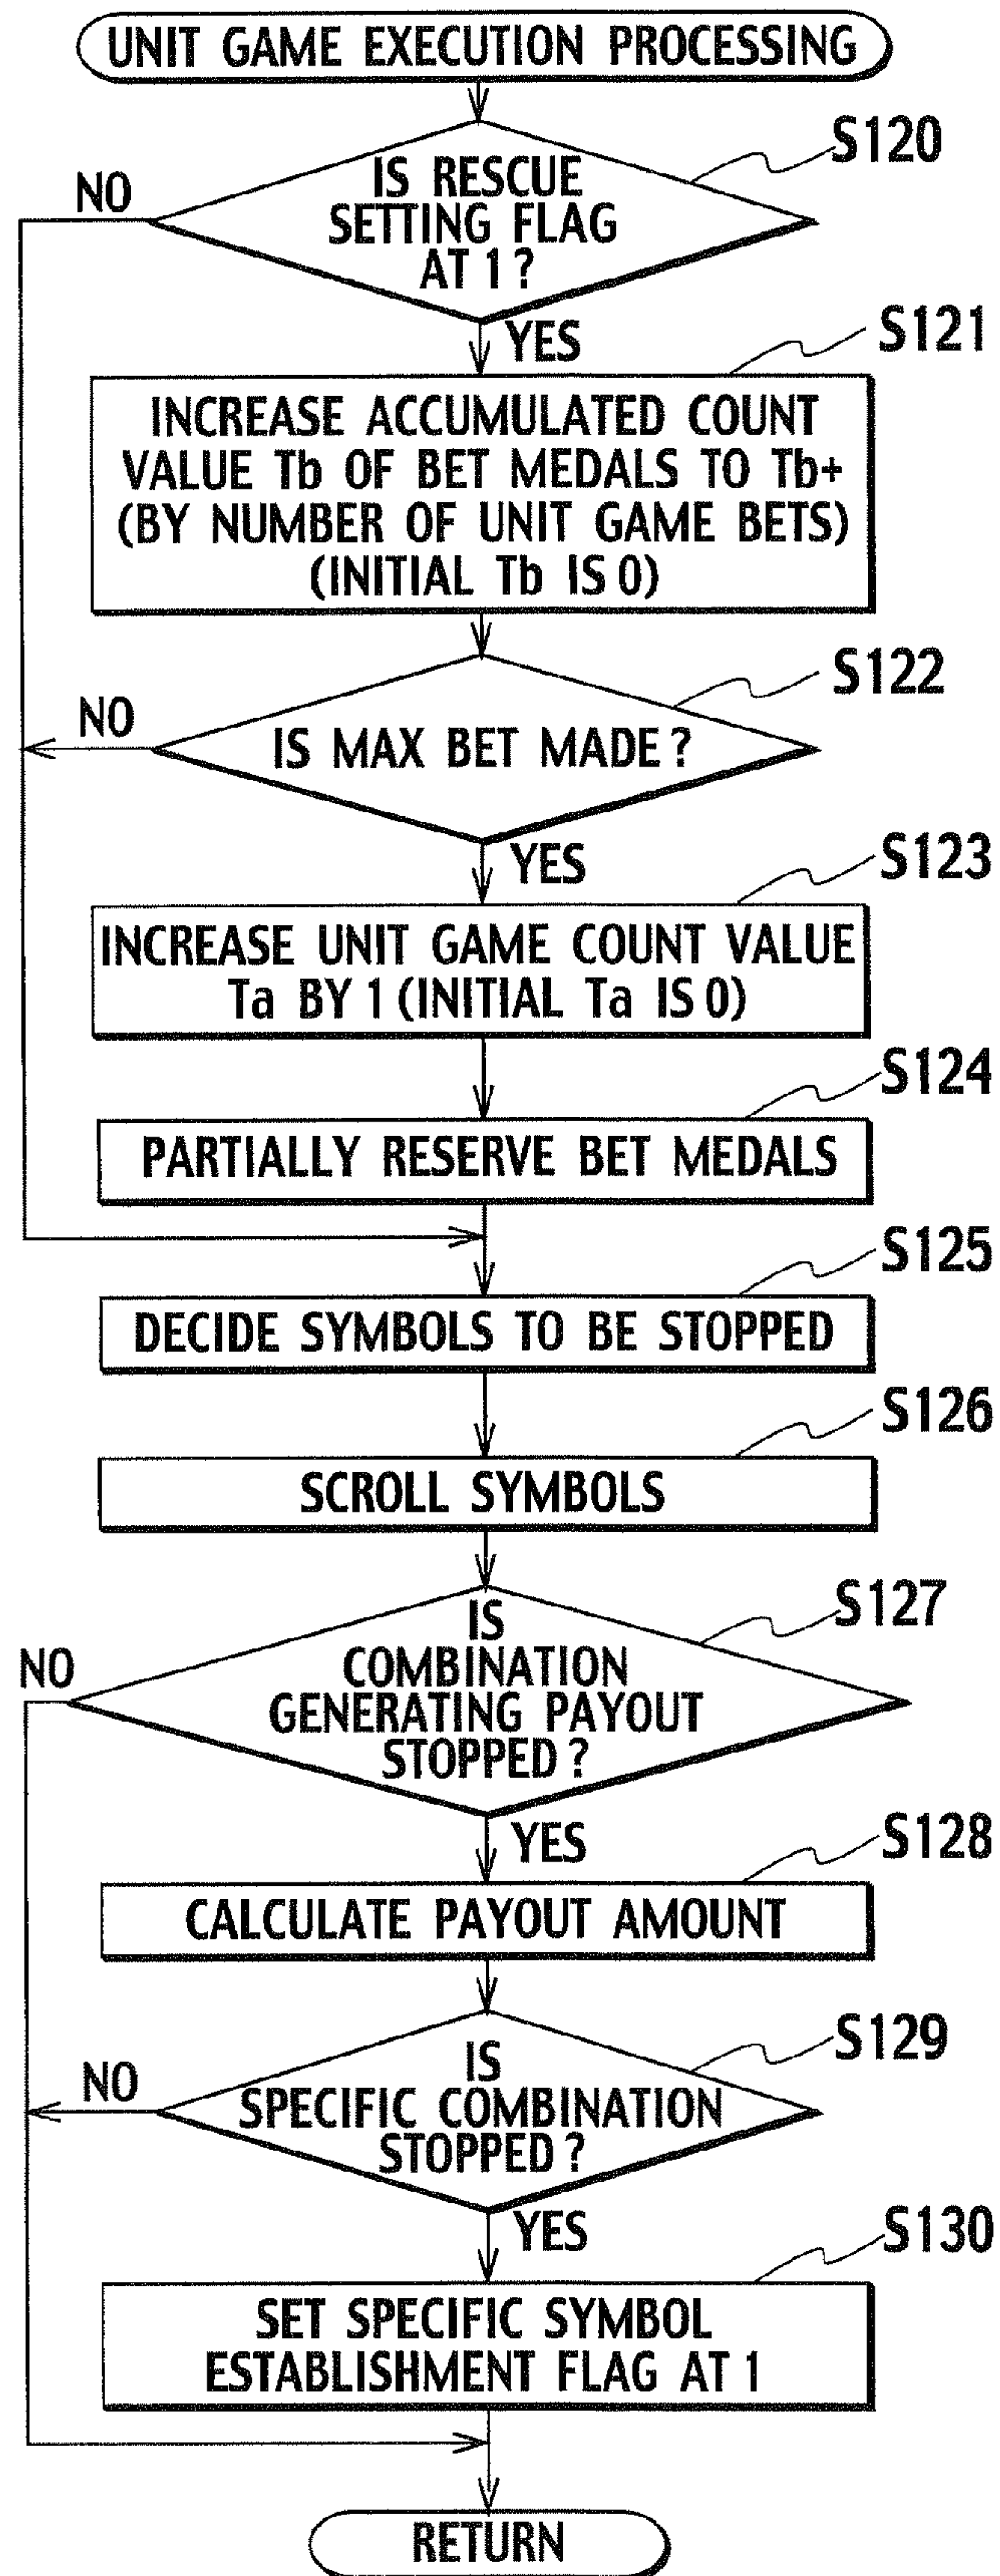 UNIT GAME EXECUTION PROCESSING
S120
NO
IS RESCUE
SETTING FLAG
AT 1?
YES
S121
INCREASE ACCUMULATED COUNT
VALUE Tb OF BET MEDALS TO Tb+
(BY NUMBER OF UNIT GAME BETS)
(INITIAL Tb IS 0)
S122
NO
IS MAX BET MADE?
YES
S123
INCREASE UNIT GAME COUNT VALUE
Ta BY 1 (INITIAL Ta IS 0)
S124
PARTIALLY RESERVE BET MEDALS
S125
DECIDE SYMBOLS TO BE STOPPED
S126
SCROLL SYMBOLS
S127
NO
IS
COMBINATION
GENERATING PAYOUT
STOPPED?
YES
S128
CALCULATE PAYOUT AMOUNT
S129
NO
IS
SPECIFIC COMBINATION
STOPPED?
YES
S130
SET SPECIFIC SYMBOL
ESTABLISHMENT FLAG AT 1
RETURN